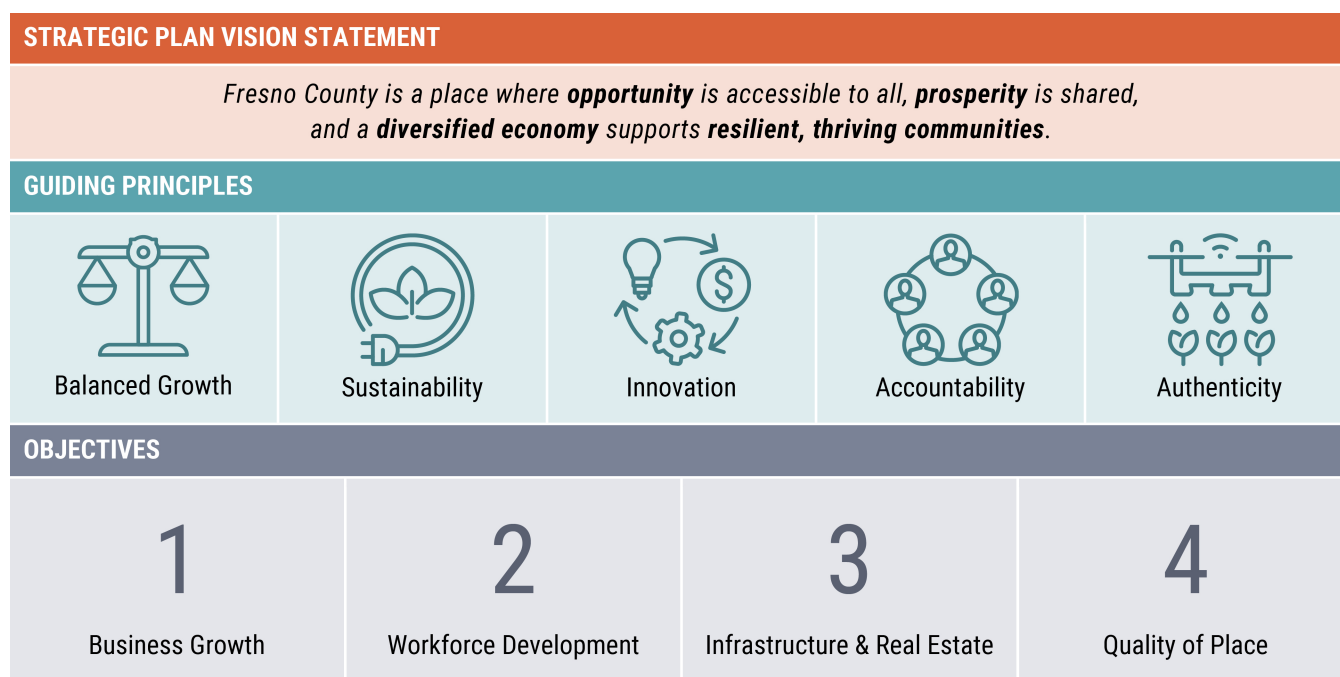 STRATEGIC PLAN VISION STATEMENT
Fresno County is a place where opportunity is accessible to all, prosperity is shared,
and a diversified economy supports resilient, thriving communities.
GUIDING PRINCIPLES
Balanced Growth
Sustainability
Innovation
Accountability
Authenticity
OBJECTIVES
1
Business Growth
2
Workforce Development
3
Infrastructure & Real Estate
4
Quality of Place